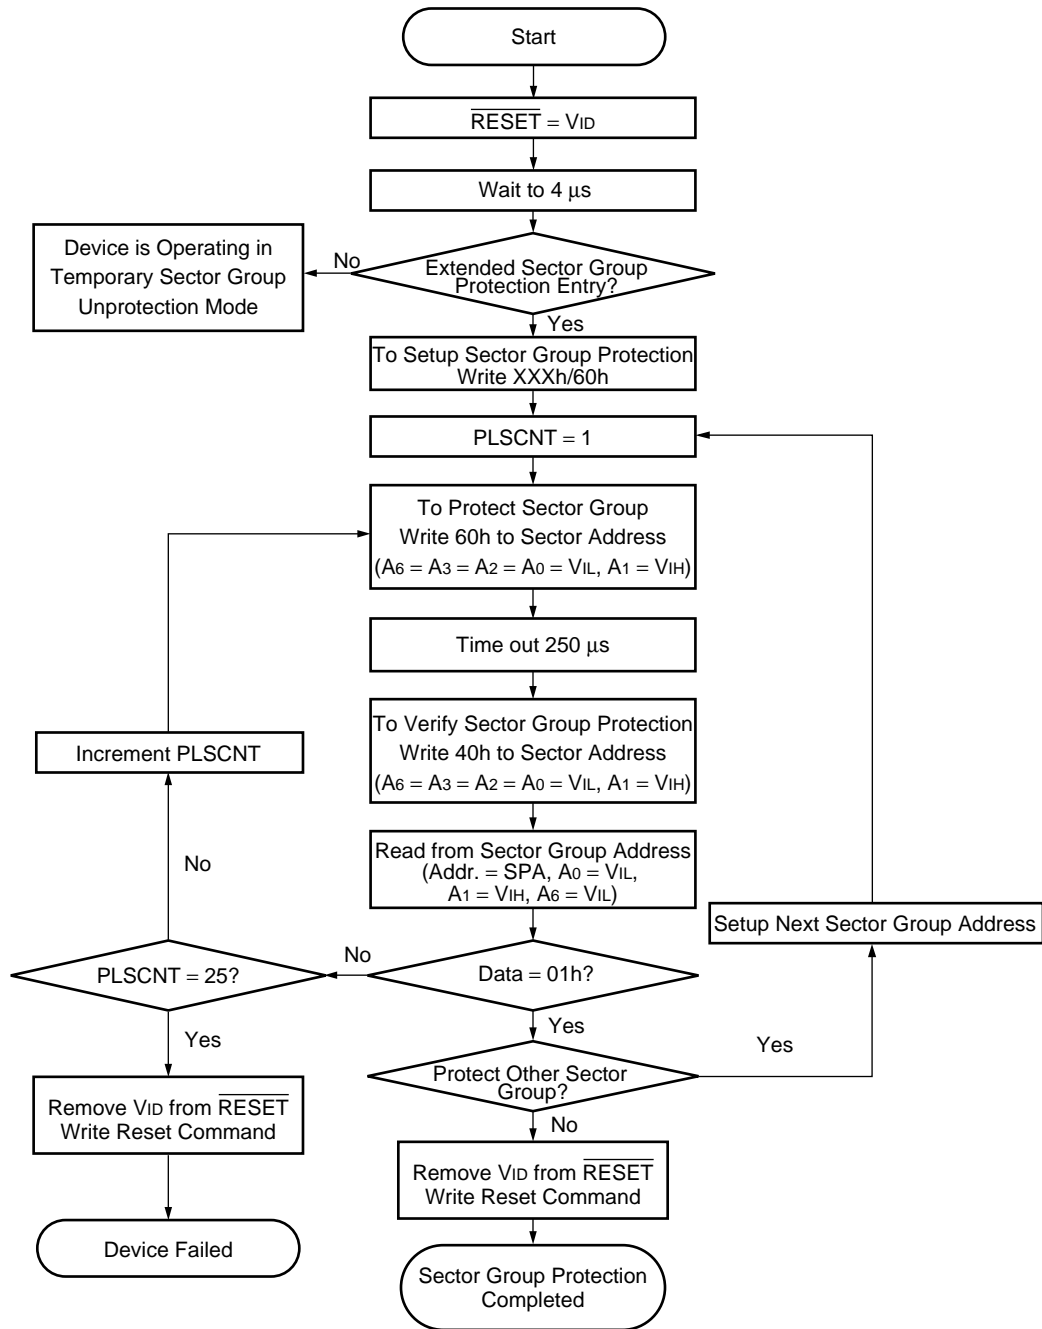 Start
RESET = VID
Wait to 4 μs
Device is Operating in
Temporary Sector Group
Unprotection Mode
No
Extended Sector Group
Protection Entry?
Yes
To Setup Sector Group Protection
Write XXXh/60h
PLSCNT = 1
To Protect Sector Group
Write 60h to Sector Address
(A6 = A3 = A2 = A0 = VIL, A1 = VIH)
Time out 250 μs
To Verify Sector Group Protection
Write 40h to Sector Address
(A6 = A3 = A2 = A0 = VIL, A1 = VIH)
Increment PLSCNT
Read from Sector Group Address
(Addr. = SPA, A0 = VIL,
A1 = VIH, A6 = VIL)
No
Setup Next Sector Group Address
PLSCNT = 25?
No
Data = 01h?
Yes
Yes
Yes
Protect Other Sector
Group?
No
Remove VID from RESET
Write Reset Command
Remove VID from RESET
Write Reset Command
Device Failed
Sector Group Protection
Completed